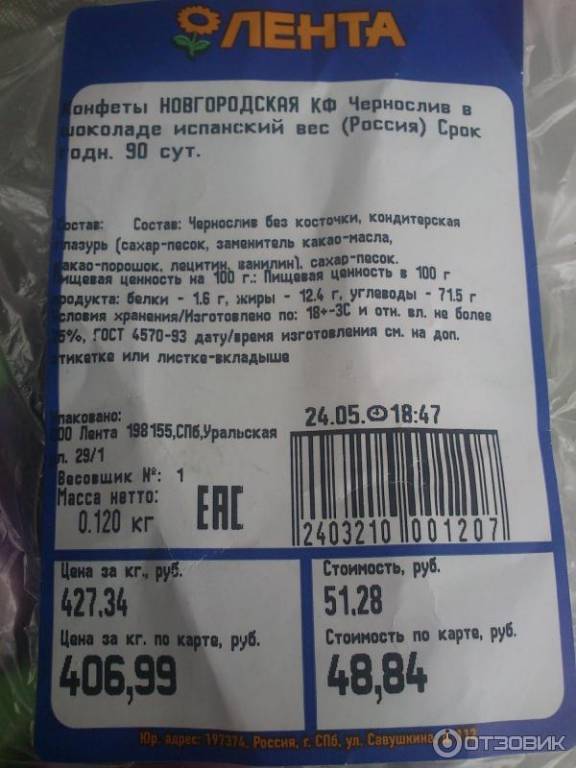 ЛЕНТА
онфеты НОВГОРОДСКАЯ КФ Чернослив в
шоколаде испанский вес (Россия) Срок
годн. 90 сут.
Состав: Состав: Чернослив без косточки, кондитерская
глазурь (сахар-песок, заменитель какао-масла,
какао-порошок, лецитин, ванилин), сахар-песок.
Пищевая ценность на 100 г.: Пищевая ценность в 100 г
продукта: белки - 1.6 г, жиры - 12.4 г, углеводы - 71.5 г
Условия хранения/Изготовлено по: 18+-3С и отн. вл. не более
5%, ГОСТ 4570-93 дату/время изготовления см. на доп.
этикетке или листке-вкладыше
Упаковано:
ООО Лента 198155,СПб,Уральская
ул. 29/1
Весовщик №: 1
Масса нетто:
0.120 кг
24.05. 18:47
EAC
2403210 001207
Цена за кг., руб.
427.34
Стоимость, руб.
51.28
Цена за кг. по карте, руб.
406,99
Стоимость по карте, руб.
48,84
Юр. адрес: 197374, Россия, г. СПб, ул. Савушкина,
ОТЗОВИК